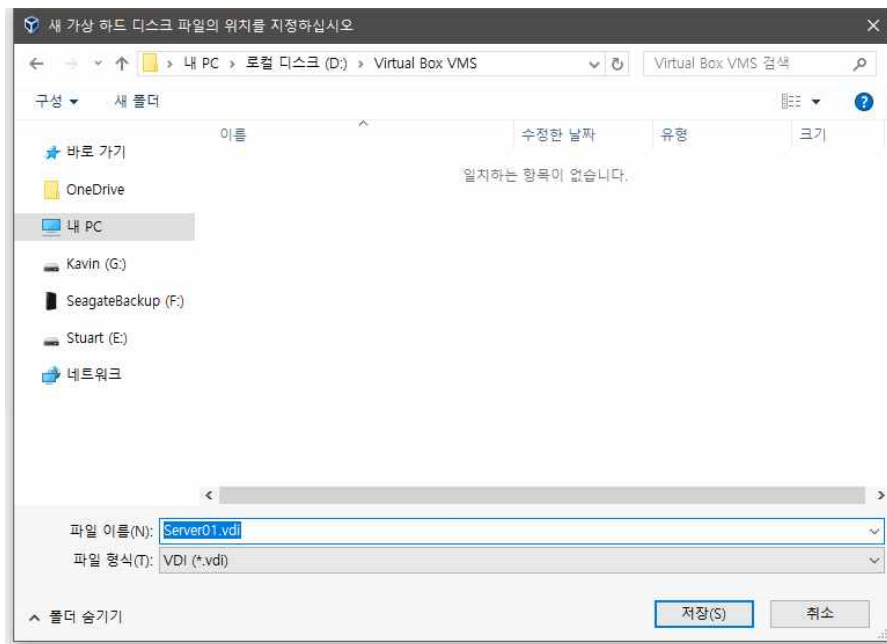 새 가상 하드 디스크 파일의 위치를 지정하십시오
내 PC > 로컬 디스크 (D:) > Virtual Box VMS
Virtual Box VMS 검색
구성
새 폴더
이름
수정한 날짜
유형
크기
일치하는 항목이 없습니다.
바로 가기
OneDrive
내 PC
Kavin (G:)
SeagateBackup (F:)
Stuart (E:)
네트워크
파일 이름(N): Server01.vdi
파일 형식(T): VDI (*.vdi)
폴더 숨기기
저장(S)
취소